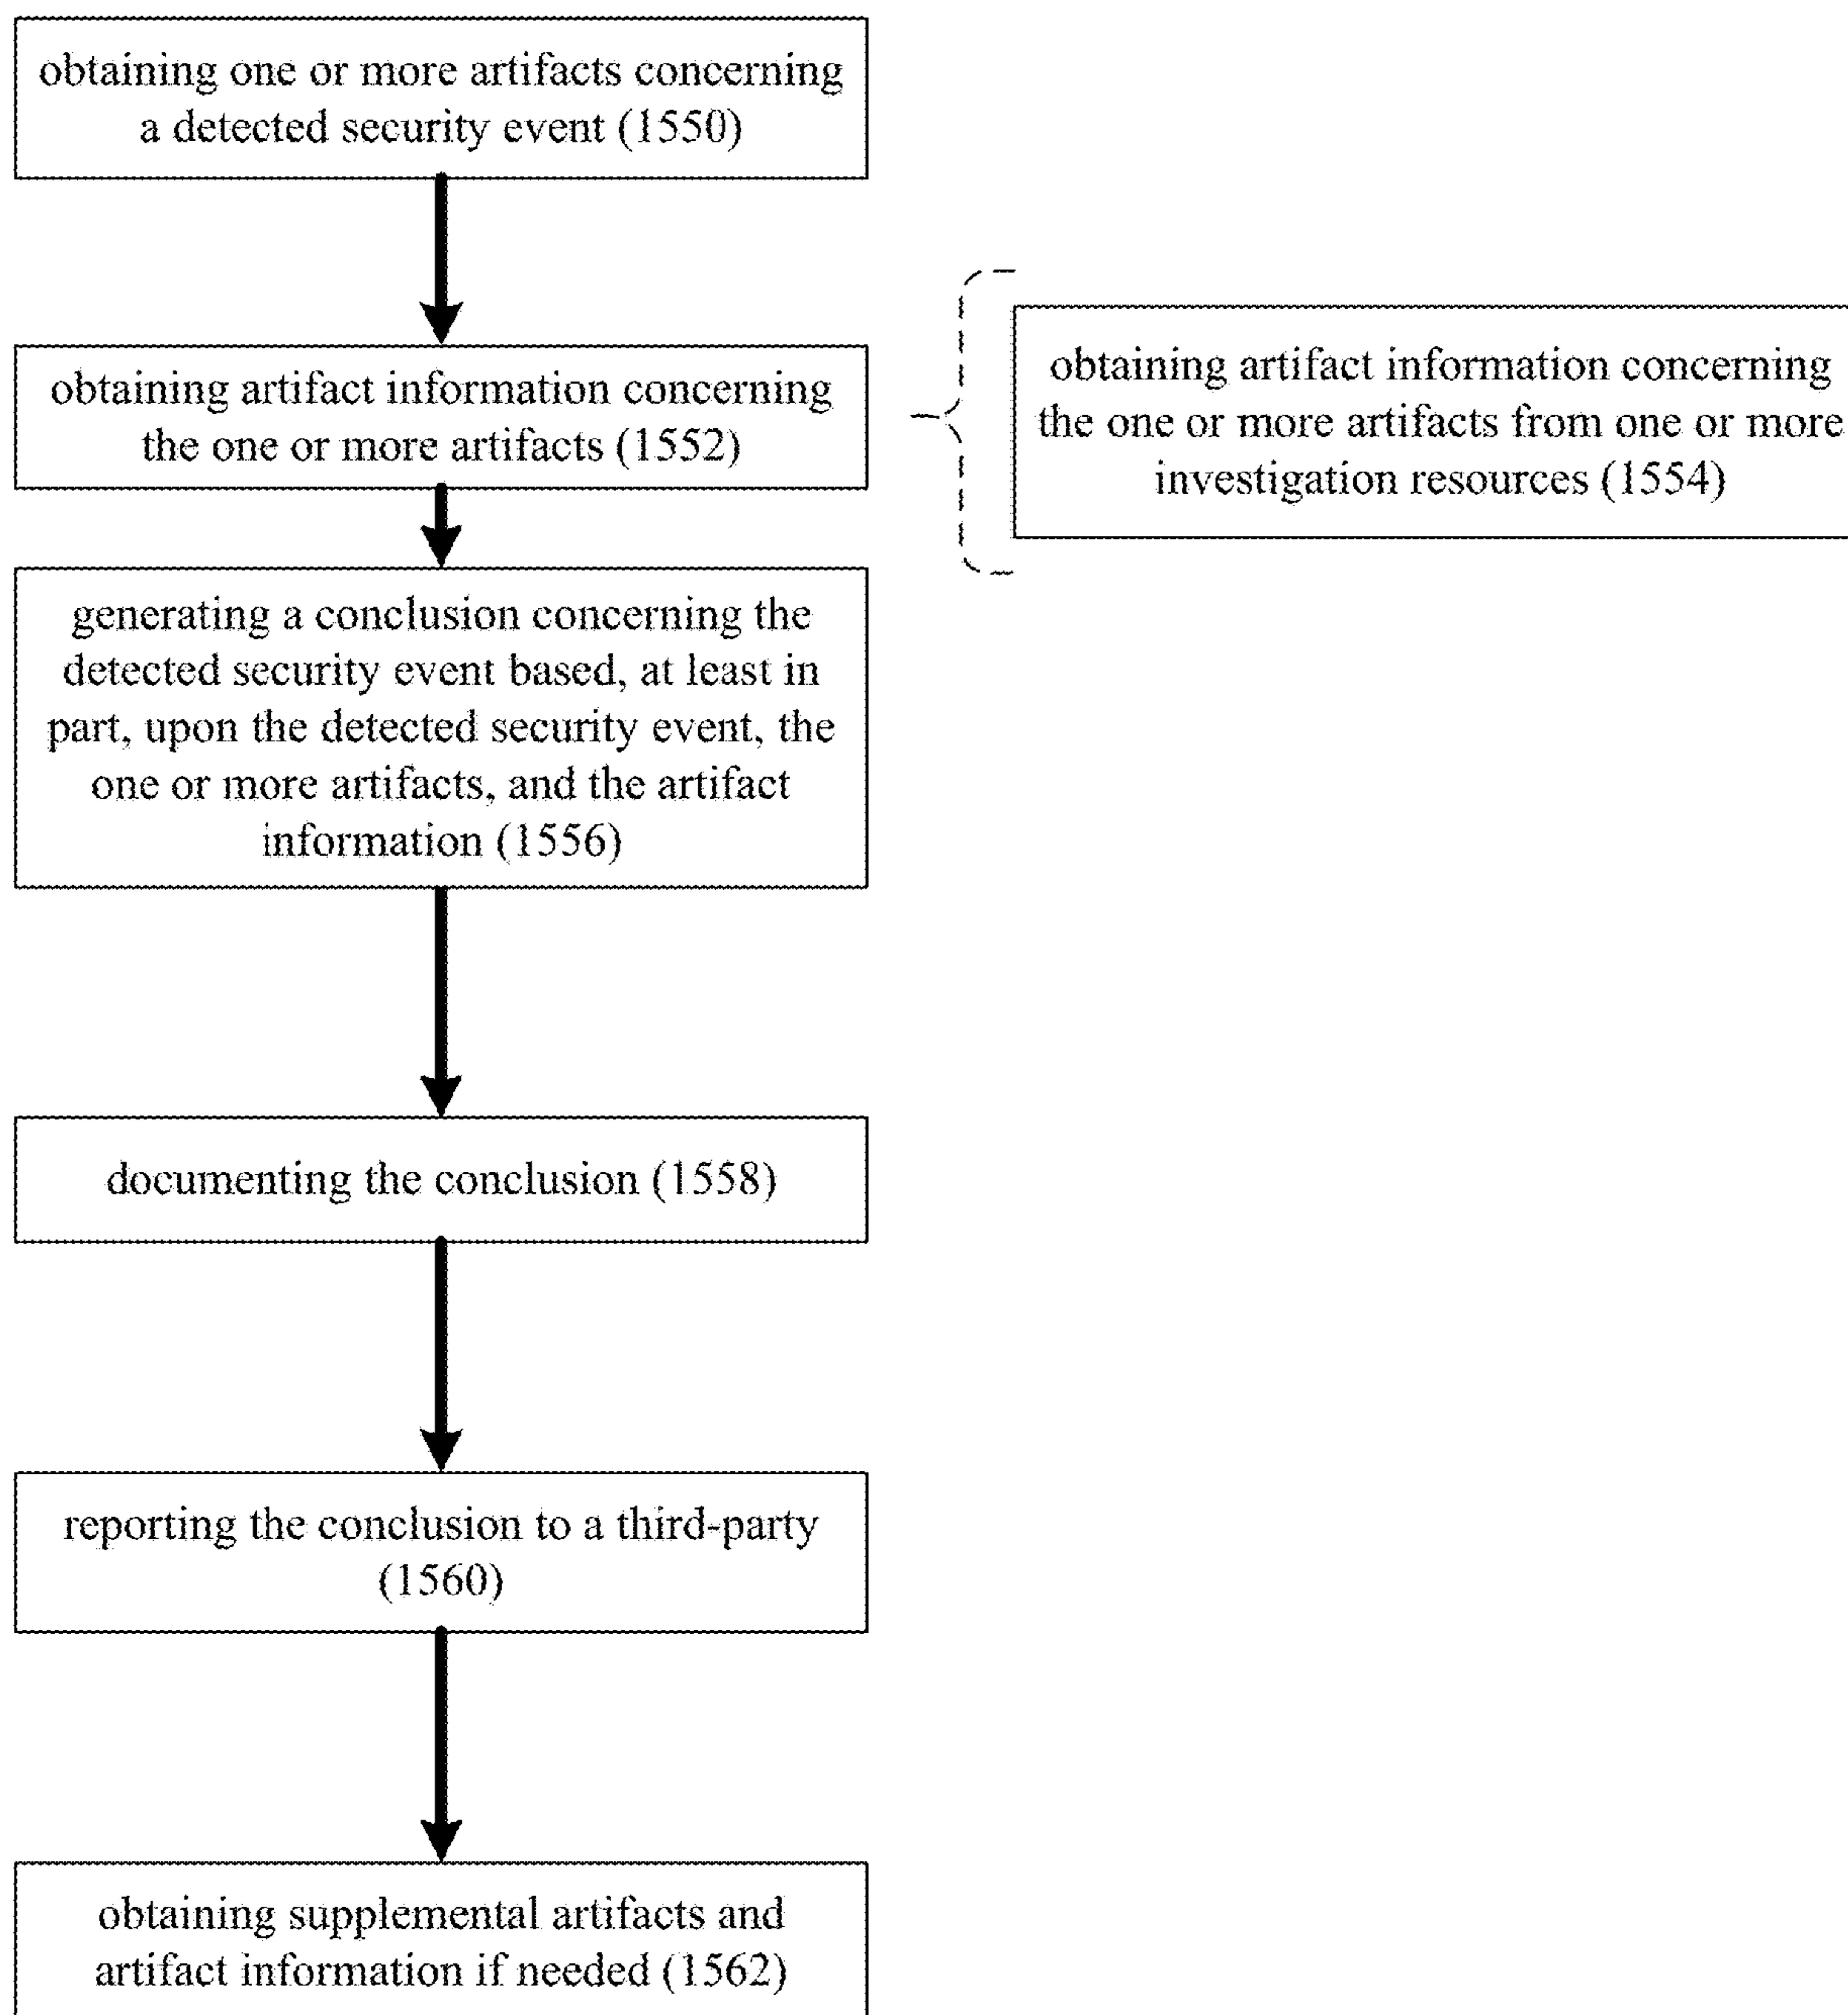 obtaining one or more artifacts concerning
a detected security event (1550)
obtaining artifact information concerning
the one or more artifacts (1552)
obtaining artifact information concerning
the one or more artifacts from one or more
investigation resources (1554)
generating a conclusion concerning the
detected security event based, at least in
part, upon the detected security event, the
one or more artifacts, and the artifact
information (1556)
documenting the conclusion (1558)
reporting the conclusion to a third-party
(1560)
obtaining supplemental artifacts and
artifact information if needed (1562)